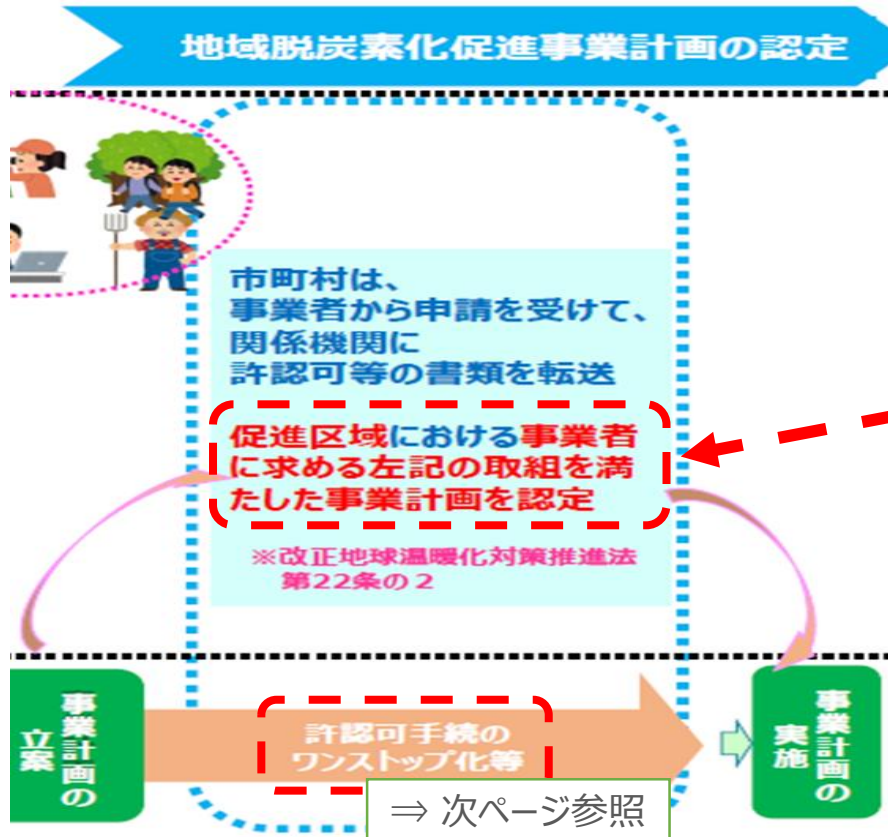 地域脱炭素化促進事業計画の認定
市町村は、
事業者から申請を受けて、
関係機関に
許認可等の書類を転送
促進区域における事業者
に求める左記の取組を満
たした事業計画を認定
※改正地球温暖化対策推進法
第22条の2
事業計画の
立案
許認可手続の
ワンストップ化等
事業計画の
実施
⇒ 次ページ参照